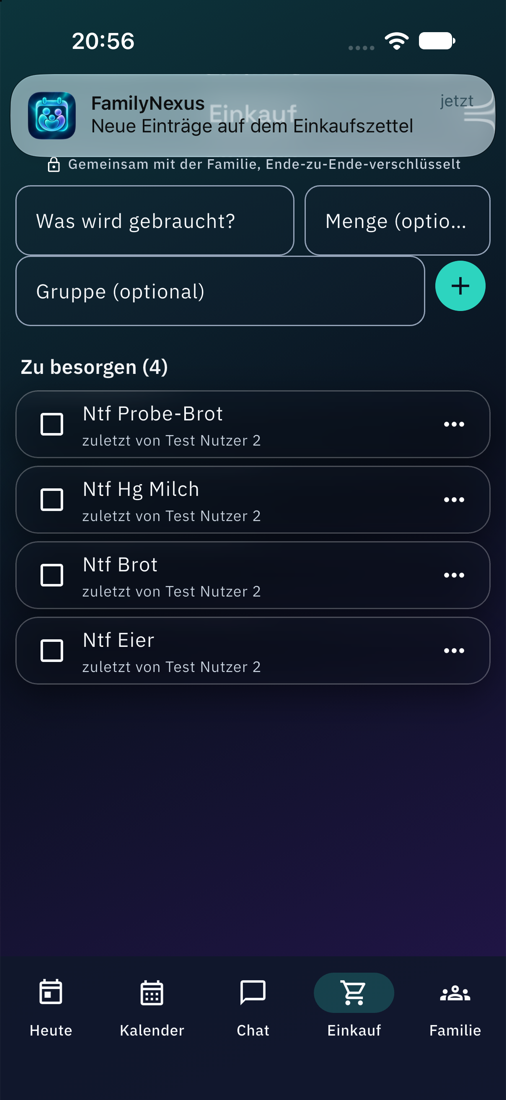 20:56
FamilyNexus
jetzt
Einkauf
Neue Einträge auf dem Einkaufszettel
Gemeinsam mit der Familie, Ende-zu-Ende-verschlüsselt
Was wird gebraucht?
Menge (optio...
Gruppe (optional)
Zu besorgen (4)
Ntf Probe-Brot
zuletzt von Test Nutzer 2
Ntf Hg Milch
zuletzt von Test Nutzer 2
Ntf Brot
zuletzt von Test Nutzer 2
Ntf Eier
zuletzt von Test Nutzer 2
Heute
Kalender
Chat
Einkauf
Familie